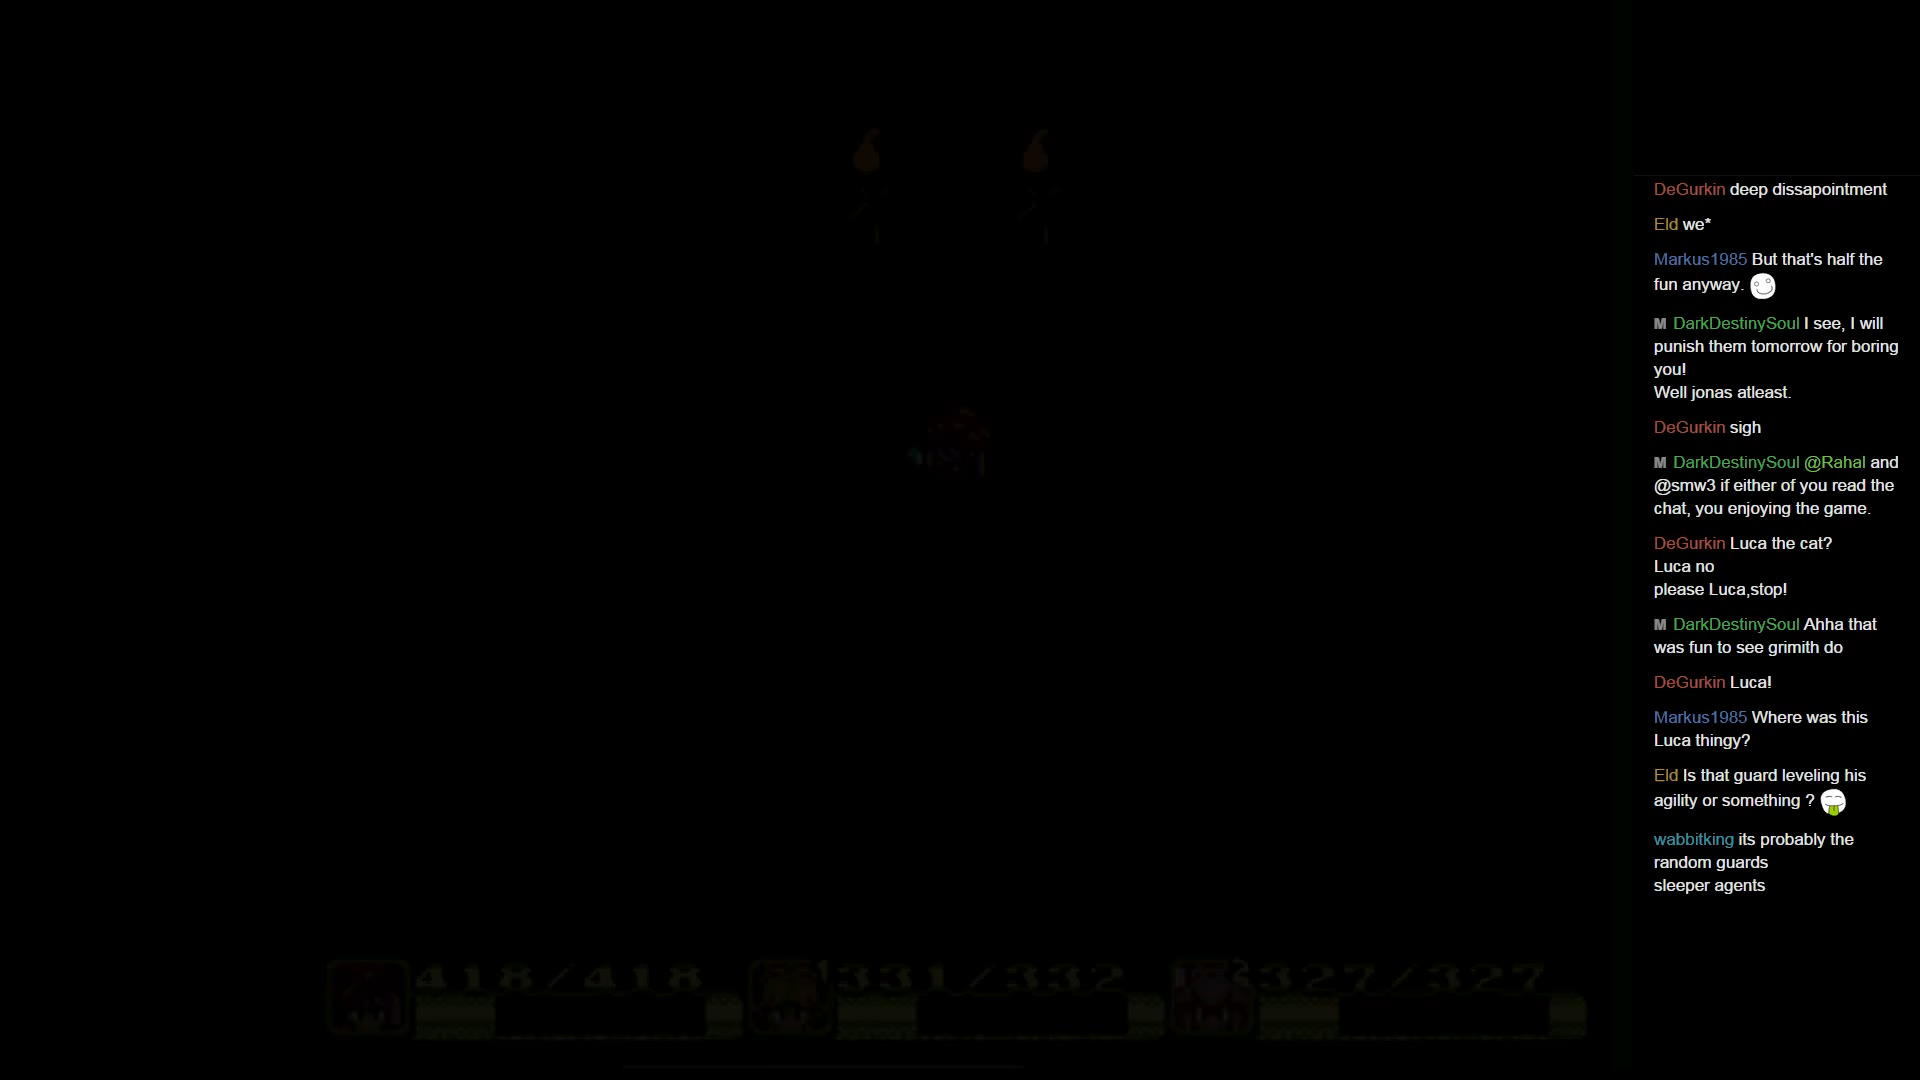 DeGurkin deep dissapointment
Eld we*
Markus1985 But that's half the
fun anyway.
M DarkDestinySoul I see, I will
punish them tomorrow for boring
you!
Well jonas atleast.
DeGurkin sigh
M DarkDestinySoul @Rahal and
@smw3 if either of you read the
chat, you enjoying the game.
DeGurkin Luca the cat?
Luca no
please Luca,stop!
M DarkDestinySoul Ahha that
was fun to see grimith do
DeGurkin Luca!
Markus1985 Where was this
Luca thingy?
Eld Is that guard leveling his
agility or something ?
wabbitking its probably the
random guards
sleeper agents
418/418 331/332 327/327